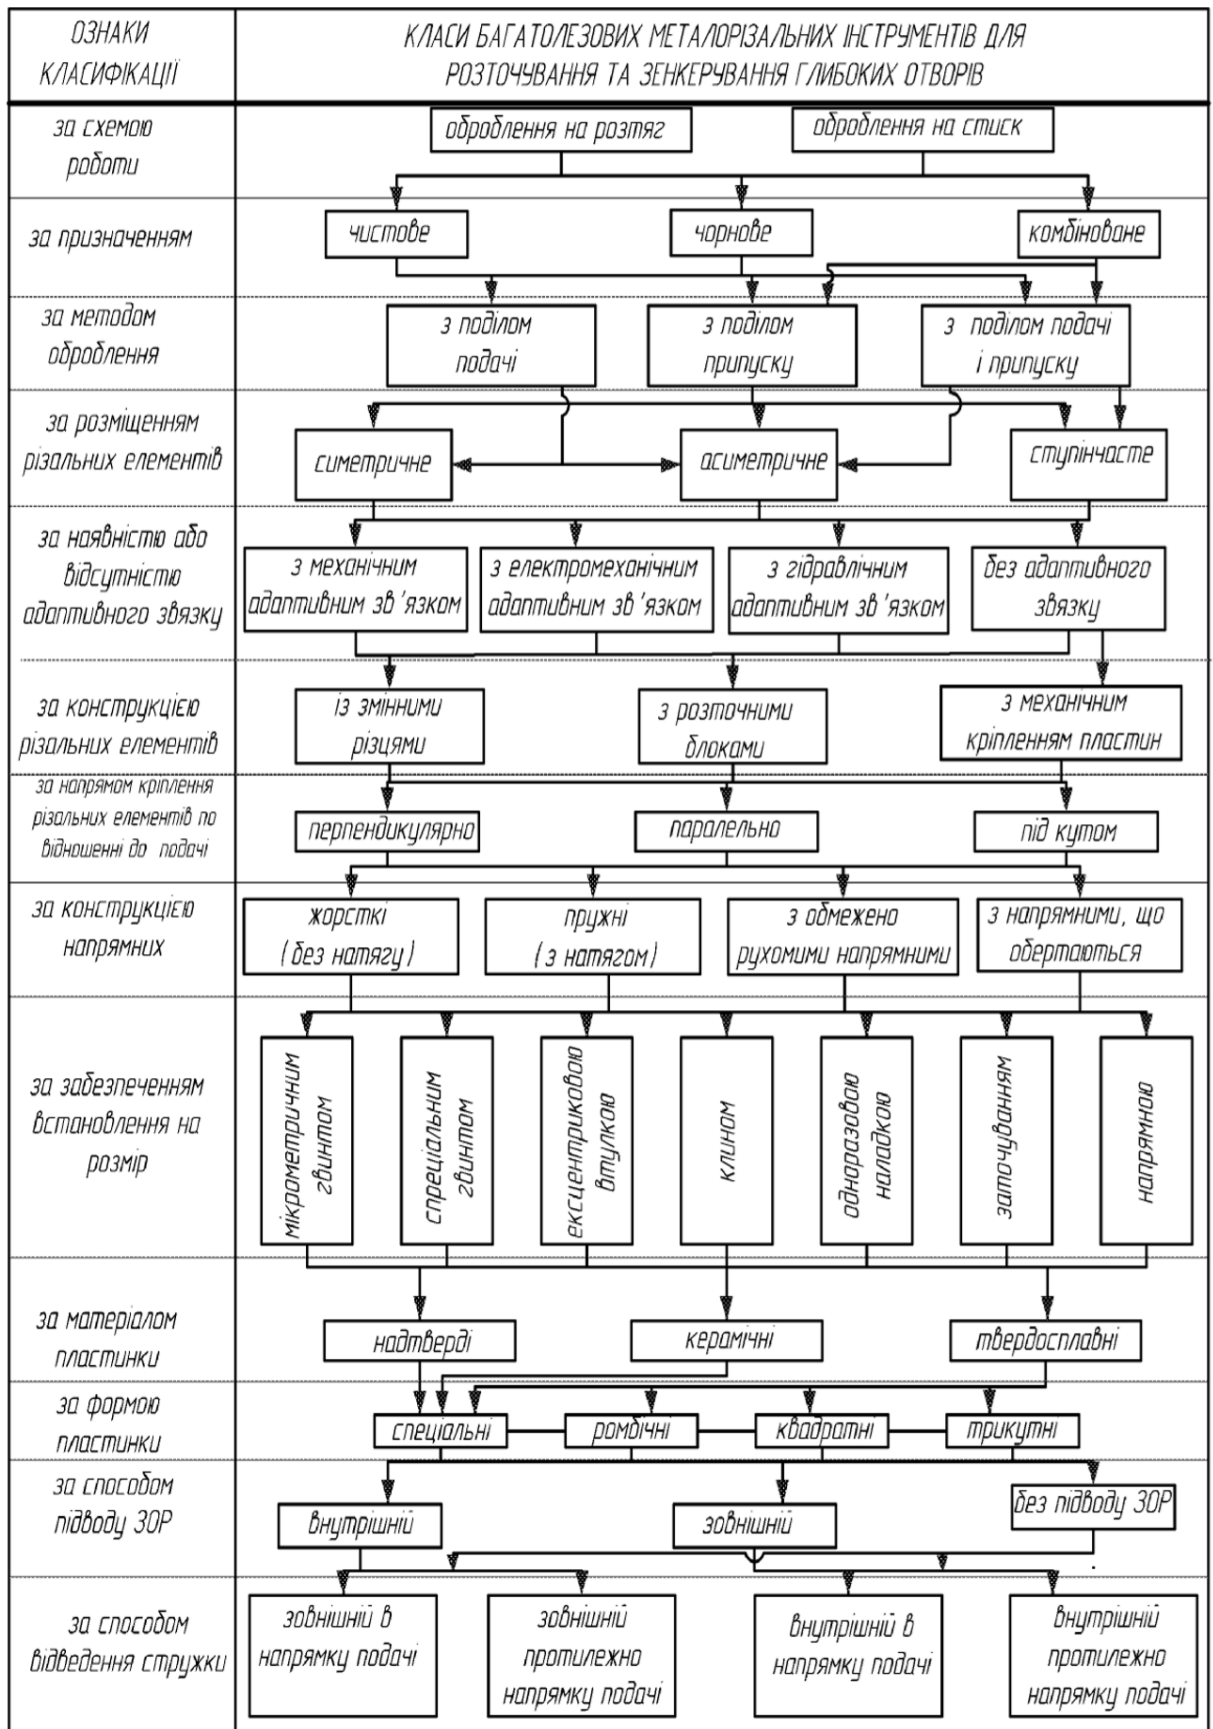 ОЗНАКИ
КЛАСИФІКАЦІЇ
КЛАСИ БАГАТОЛЕЗОВИХ МЕТАЛОРІЗАЛЬНИХ ІНСТРУМЕНТІВ ДЛЯ
РОЗТОЧУВАННЯ ТА ЗЕНКЕРУВАННЯ ГЛИБОКИХ ОТВОРІВ
за схемою
роботи
оброблення на розтяг
оброблення на стиск
за призначенням
чистове
чорнове
комбіноване
за методом
оброблення
з поділом
подачі
з поділом
припуску
з поділом подачі
і припуску
за розміщенням
різальних елементів
симетричне
асиметричне
ступінчасте
за наявністю або
відсутністю
адаптивного звязку
з механічним
адаптивним зв'язком
з електромеханічним
адаптивним зв'язком
з гідравлічним
адаптивним зв'язком
без адаптивного
звязку
за конструкцією
різальних елементів
із змінними
різцями
з розточними
блоками
з механічним
кріпленням пластин
за напрямом кріплення
різальних елементів по
відношенні до подачі
перпендикулярно
паралельно
під кутом
за конструкцією
напрямних
жорсткі
(без натягу)
пружні
(з натягом)
з обмежено
рухомими напрямними
з напрямними, що
обертаються
за забезпеченням
встановлення на
розмір
мікрометричним
гвинтом
спреціальним
гвинтом
ексцентриковою
втулкою
клином
одноразовою
наладкою
заточуванням
напрямною
за матеріалом
пластинки
надтверді
керамічні
твердосплавні
за формою
пластинки
спеціальні
ромбічні
квадратні
трикутні
за способом
підводу ЗОР
внутрішній
зовнішній
без підводу ЗОР
за способом
відведення стружки
зовнішній в
напрямку подачі
зовнішній
протилежно
напрямку подачі
внутрішній в
напрямку подачі
внутрішній
протилежно
напрямку подачі